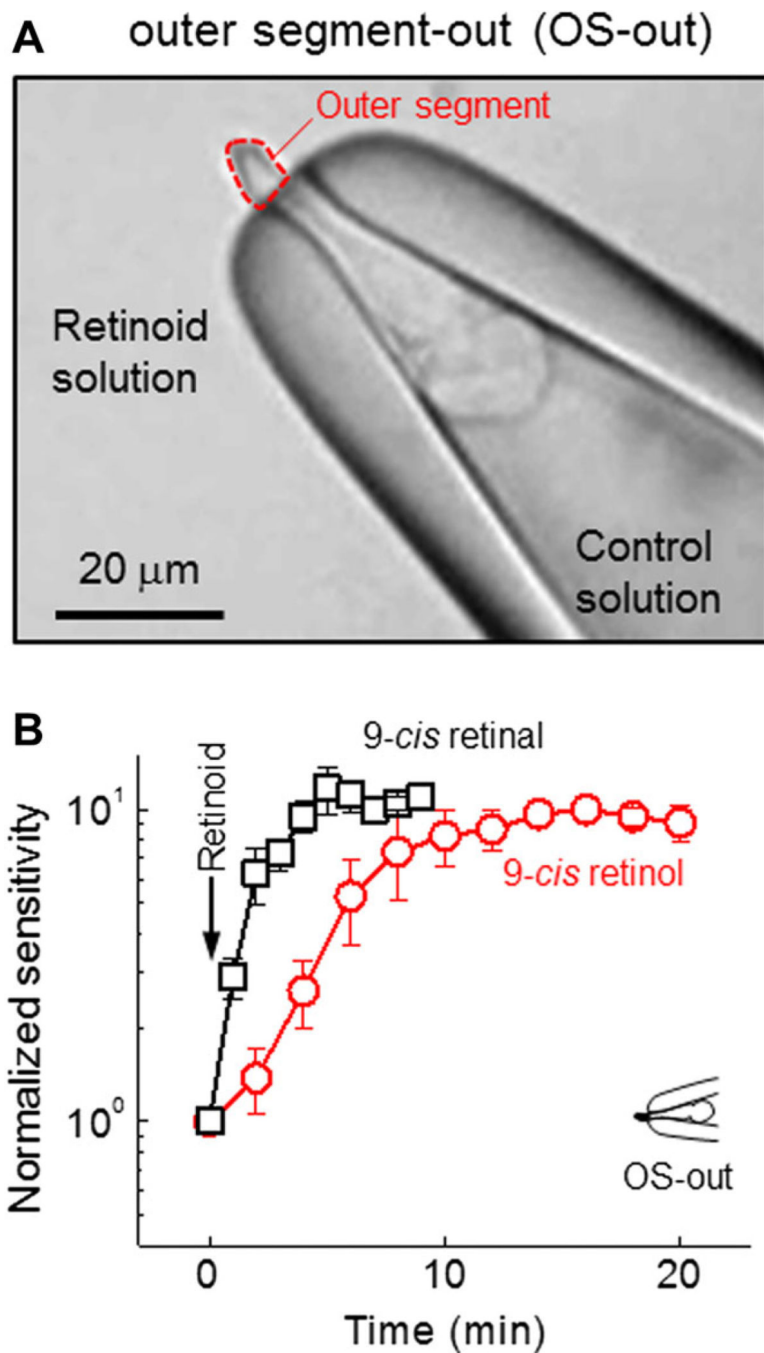 A outer segment-out (OS-out)
Outer segment
Retinoid
solution
Control
solution
20 μm
B
9-cis retinal
Retinoid
9-cis retinol
10¹
10⁰
Normalized sensitivity
OS-out
0 10 20
Time (min)